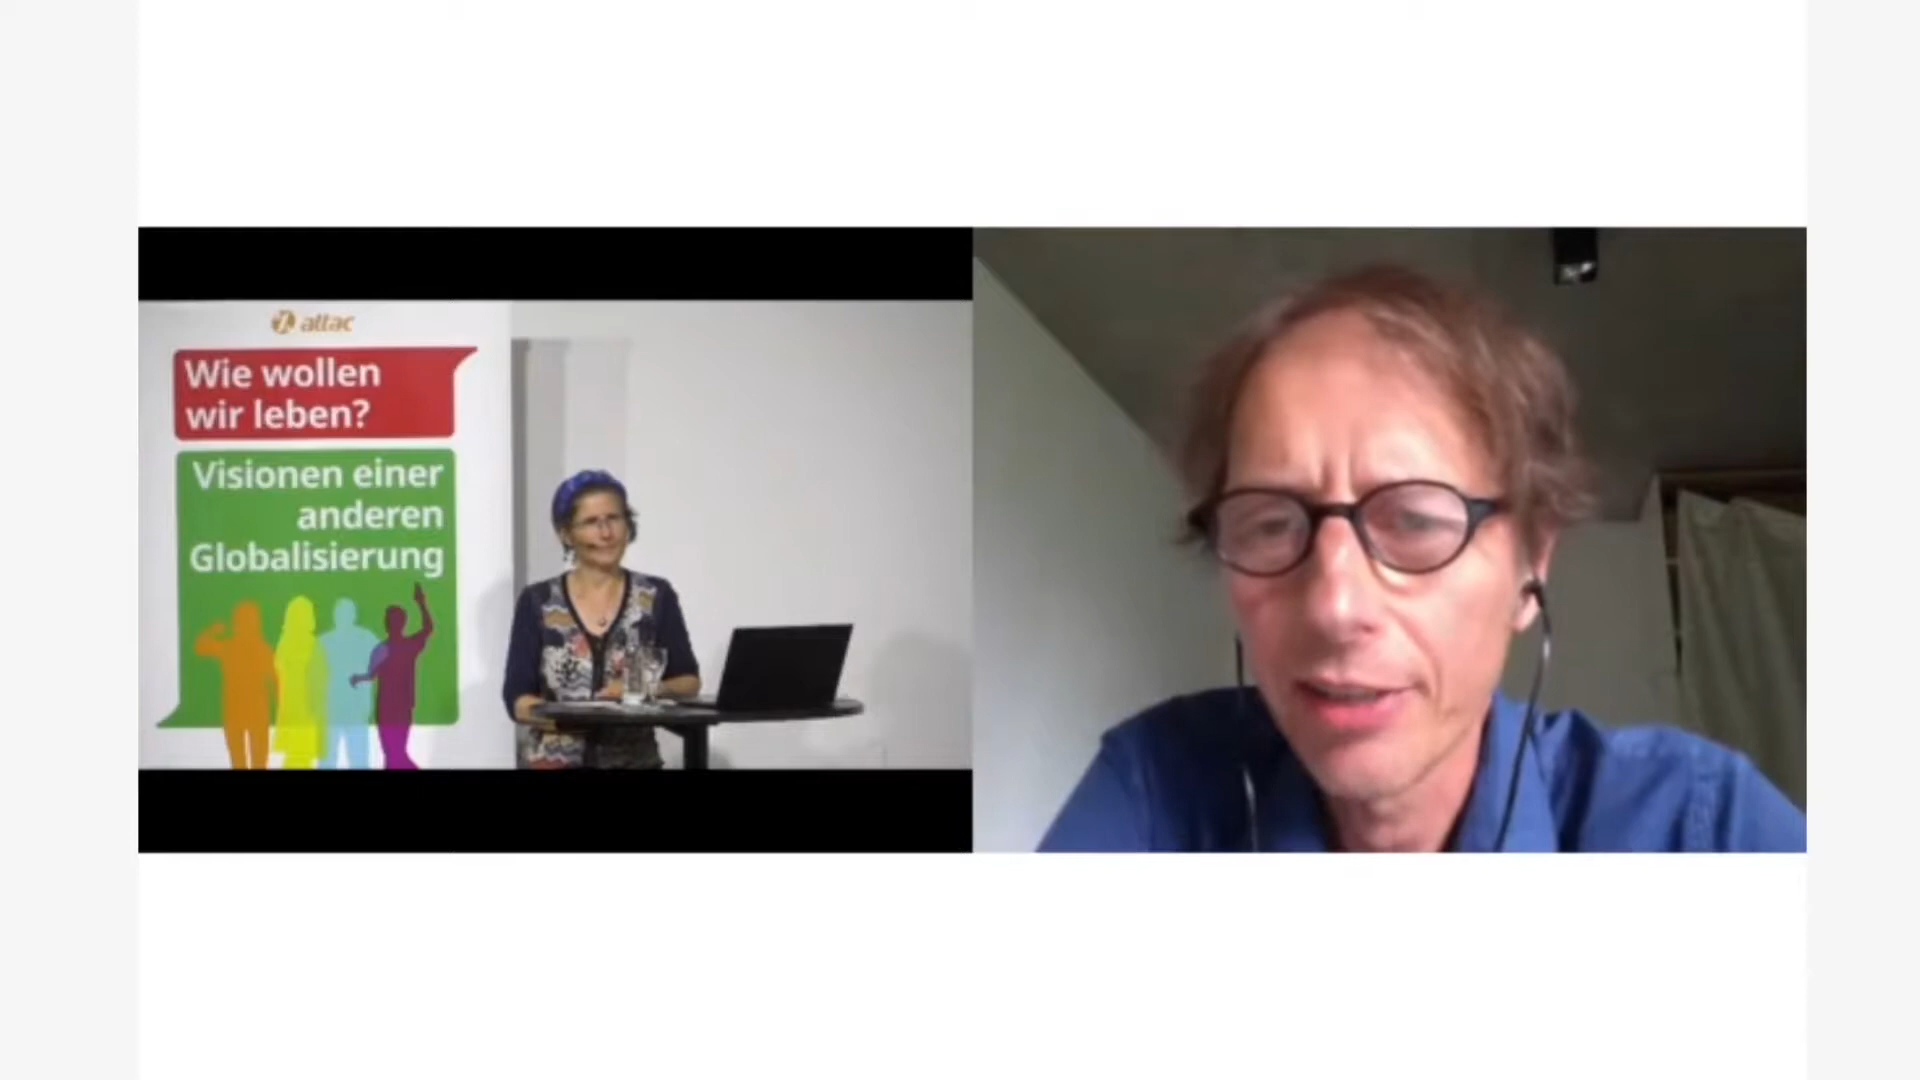 attac
Wie wollen
wir leben?
Visionen einer
anderen
Globalisierung